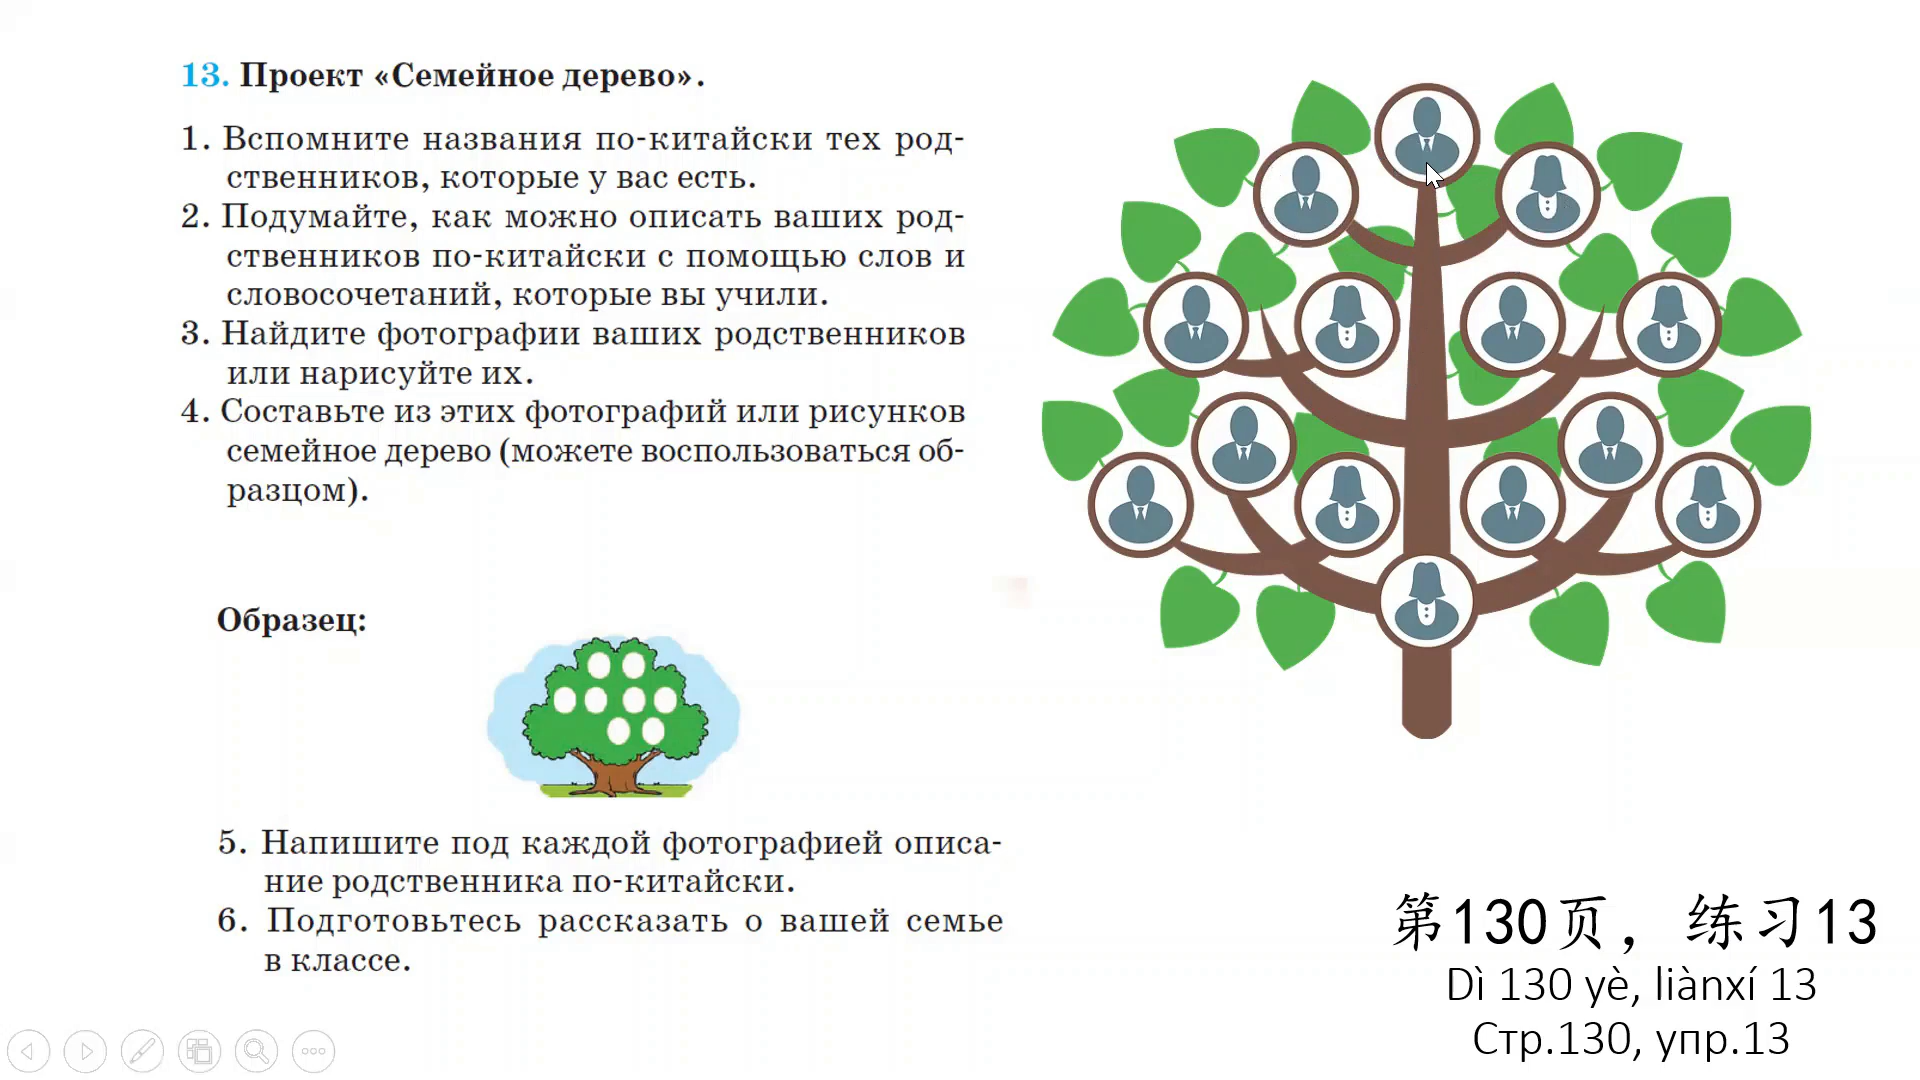 13. Проект «Семейное дерево».
1. Вспомните названия по-китайски тех род-
ственников, которые у вас есть.
2. Подумайте, как можно описать ваших род-
ственников по-китайски с помощью слов и
словосочетаний, которые вы учили.
3. Найдите фотографии ваших родственников
или нарисуйте их.
4. Составьте из этих фотографий или рисунков
семейное дерево (можете воспользоваться об-
разцом).
Образец:
5. Напишите под каждой фотографией описа-
ние родственника по-китайски.
6. Подготовьтесь рассказать о вашей семье
в классе.
第130页，练习13
Dì 130 yè, liànxí 13
Стр.130, упр.13